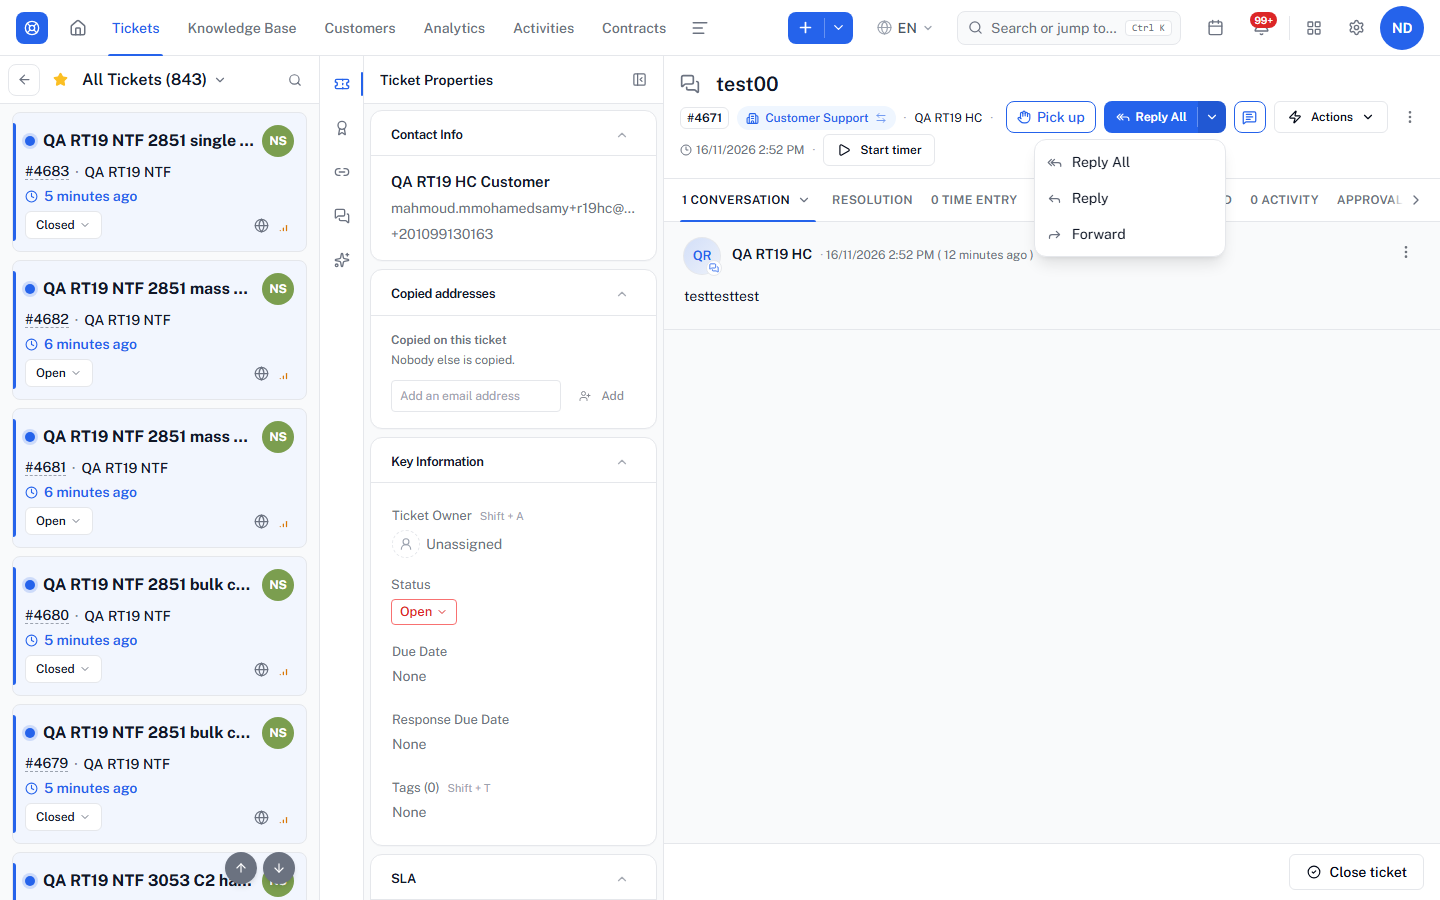 Tickets
Knowledge Base
Customers
Analytics
Activities
Contracts
EN
Search or jump to...
Ctrl K
99+
ND
All Tickets (843)
QA RT19 NTF 2851 single ...
NS
#4683 · QA RT19 NTF
5 minutes ago
Closed
QA RT19 NTF 2851 mass ...
NS
#4682 · QA RT19 NTF
6 minutes ago
Open
QA RT19 NTF 2851 mass ...
NS
#4681 · QA RT19 NTF
6 minutes ago
Open
QA RT19 NTF 2851 bulk c...
NS
#4680 · QA RT19 NTF
5 minutes ago
Closed
QA RT19 NTF 2851 bulk c...
NS
#4679 · QA RT19 NTF
5 minutes ago
Closed
QA RT19 NTF 3053 C2 ha...
Ticket Properties
Contact Info
QA RT19 HC Customer
mahmoud.mmohamedsamy+r19hc@...
+201099130163
Copied addresses
Copied on this ticket
Nobody else is copied.
Add an email address
Add
Key Information
Ticket Owner Shift + A
Unassigned
Status
Open
Due Date
None
Response Due Date
None
Tags (0) Shift + T
None
SLA
test00
#4671
Customer Support
· QA RT19 HC ·
Pick up
Reply All
Actions
16/11/2026 2:52 PM ·
Start timer
Reply All
Reply
Forward
1 CONVERSATION
RESOLUTION
0 TIME ENTRY
D
0 ACTIVITY
APPROVAL
QR
QA RT19 HC · 16/11/2026 2:52 PM ( 12 minutes ago )
testtesttest
Close ticket